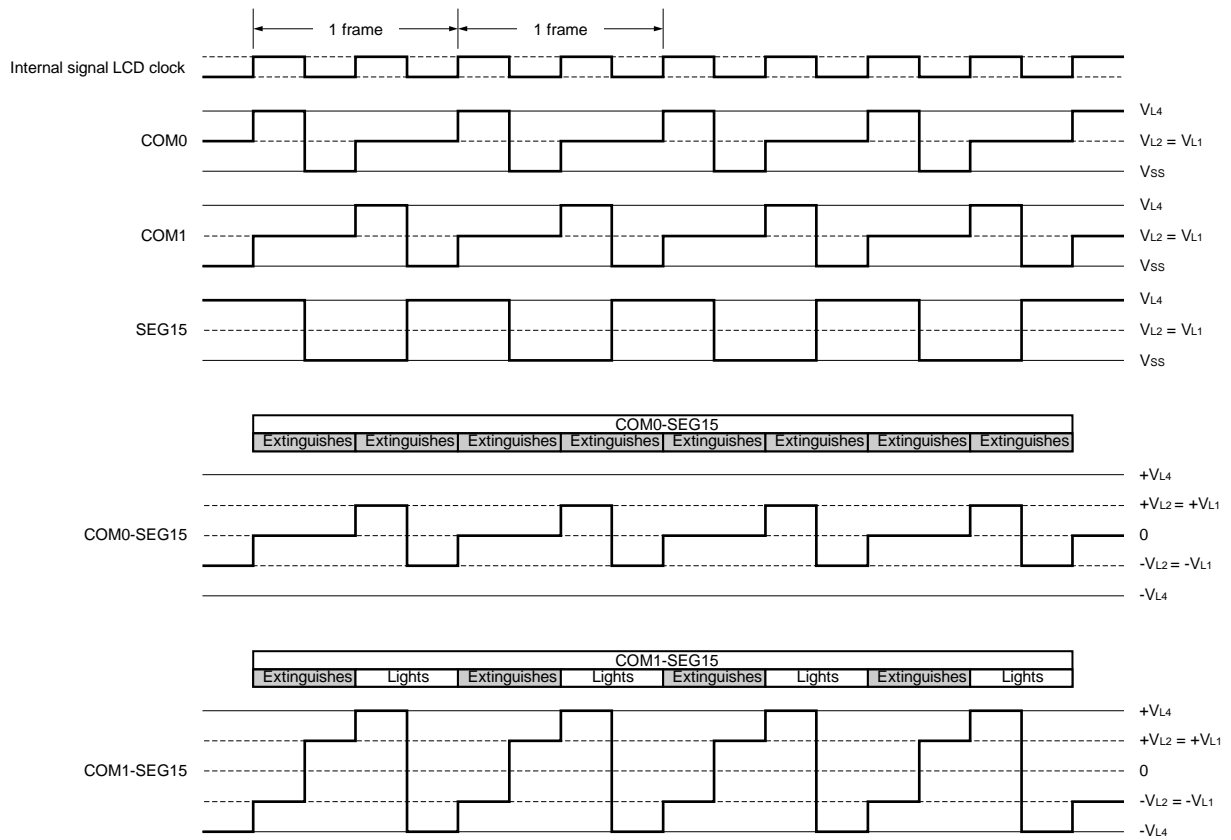 1 frame 1 frame
Internal signal LCD clock
VL4
COM0 VL2 = VL1
VSS
VL4
COM1 VL2 = VL1
VSS
VL4
SEG15 VL2 = VL1
VSS
COM0-SEG15
Extinguishes Extinguishes Extinguishes Extinguishes Extinguishes Extinguishes Extinguishes Extinguishes
+VL4
+VL2 = +VL1
COM0-SEG15 0
-VL2 = -VL1
-VL4
COM1-SEG15
Extinguishes Lights Extinguishes Lights Extinguishes Lights Extinguishes Lights
+VL4
+VL2 = +VL1
COM1-SEG15 0
-VL2 = -VL1
-VL4